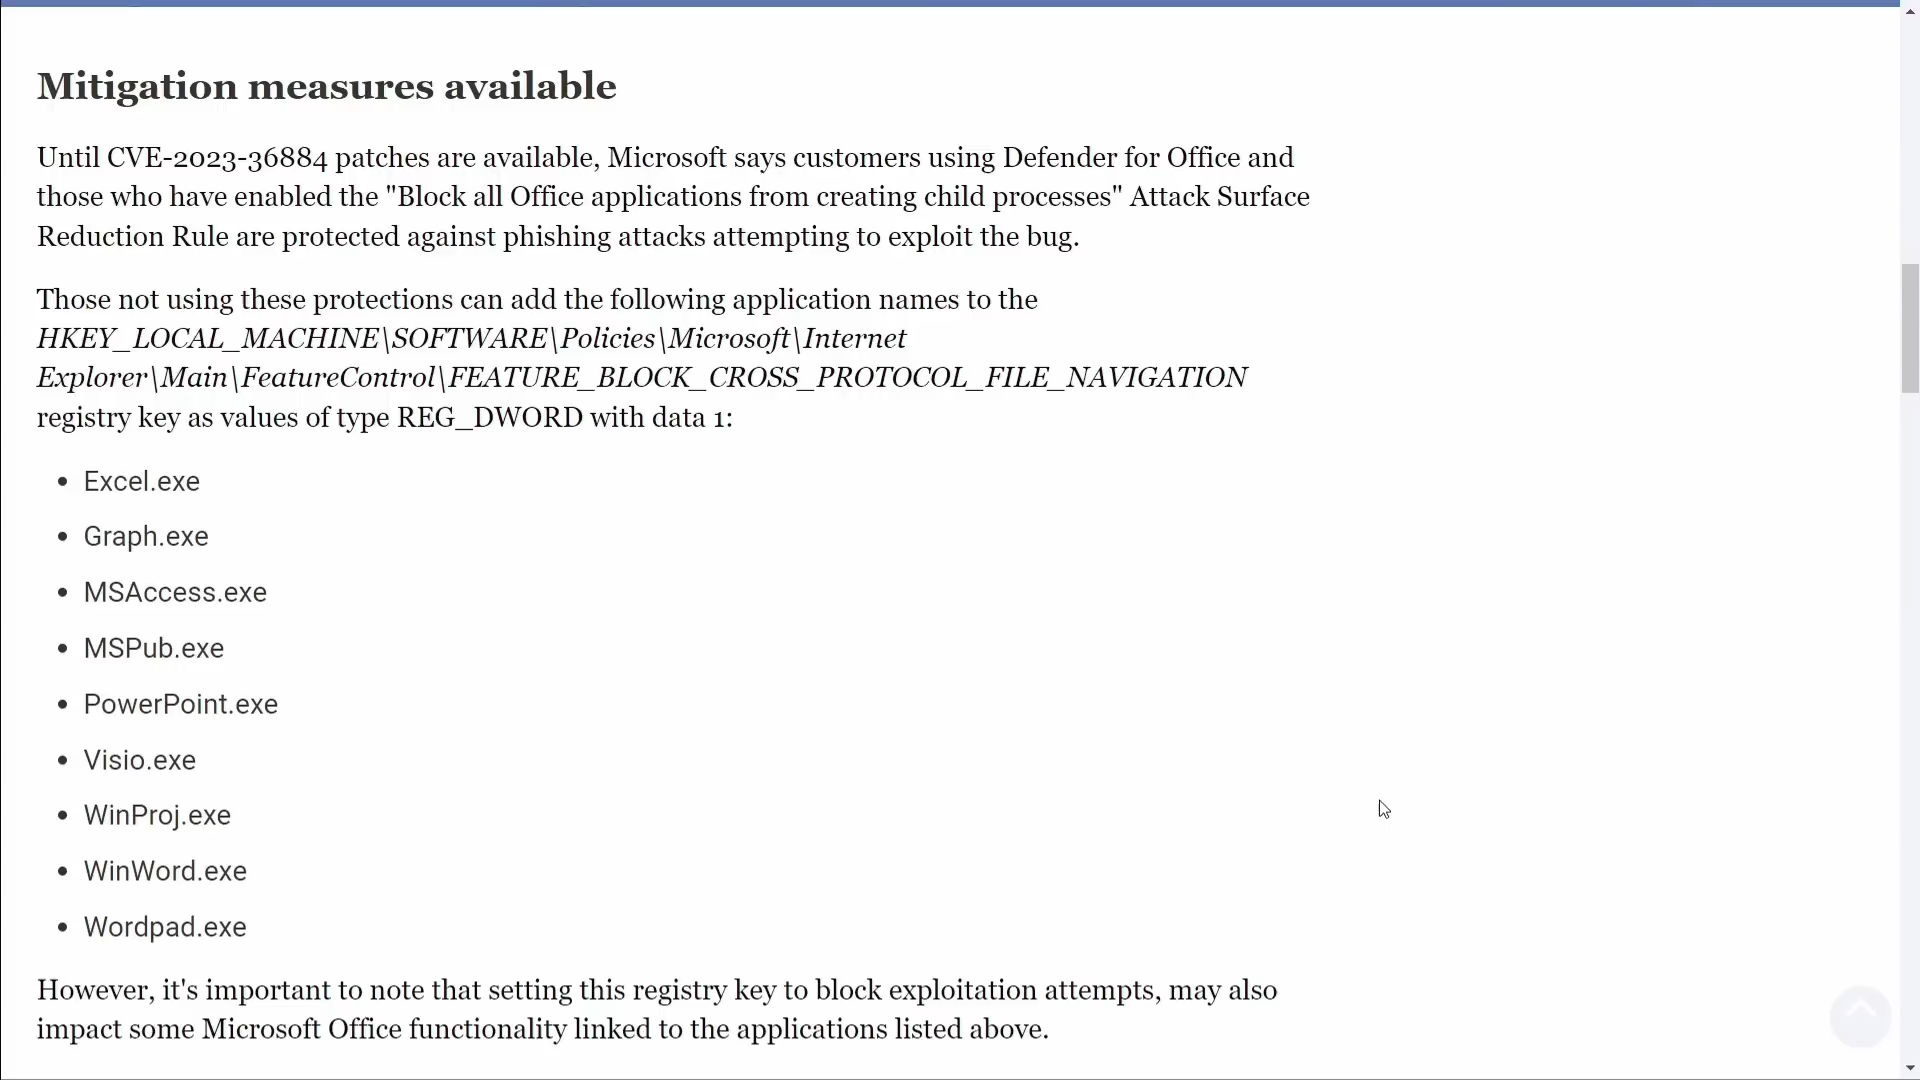 Mitigation measures available
Until CVE-2023-36884 patches are available, Microsoft says customers using Defender for Office and
those who have enabled the "Block all Office applications from creating child processes" Attack Surface
Reduction Rule are protected against phishing attacks attempting to exploit the bug.
Those not using these protections can add the following application names to the
HKEY_LOCAL_MACHINE\SOFTWARE\Policies\Microsoft\Internet
Explorer\Main\FeatureControl\FEATURE_BLOCK_CROSS_PROTOCOL_FILE_NAVIGATION
registry key as values of type REG_DWORD with data 1:
• Excel.exe
• Graph.exe
• MSAccess.exe
• MSPub.exe
• PowerPoint.exe
• Visio.exe
• WinProj.exe
• WinWord.exe
• Wordpad.exe
However, it's important to note that setting this registry key to block exploitation attempts, may also
impact some Microsoft Office functionality linked to the applications listed above.